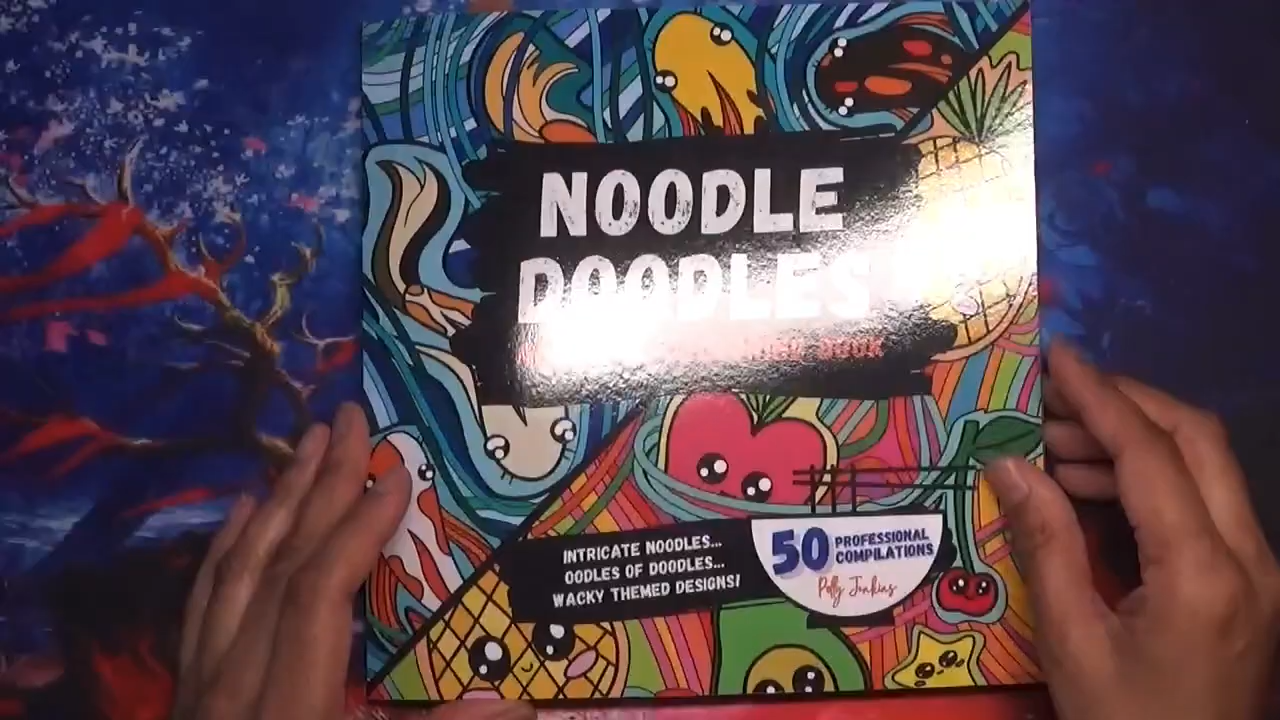 NOODLE
DOODLES
INTRICATE NOODLES...
OODLES OF DOODLES...
WACKY THEMED DESIGNS!
50 PROFESSIONAL
COMPILATIONS
Polly Jenkins